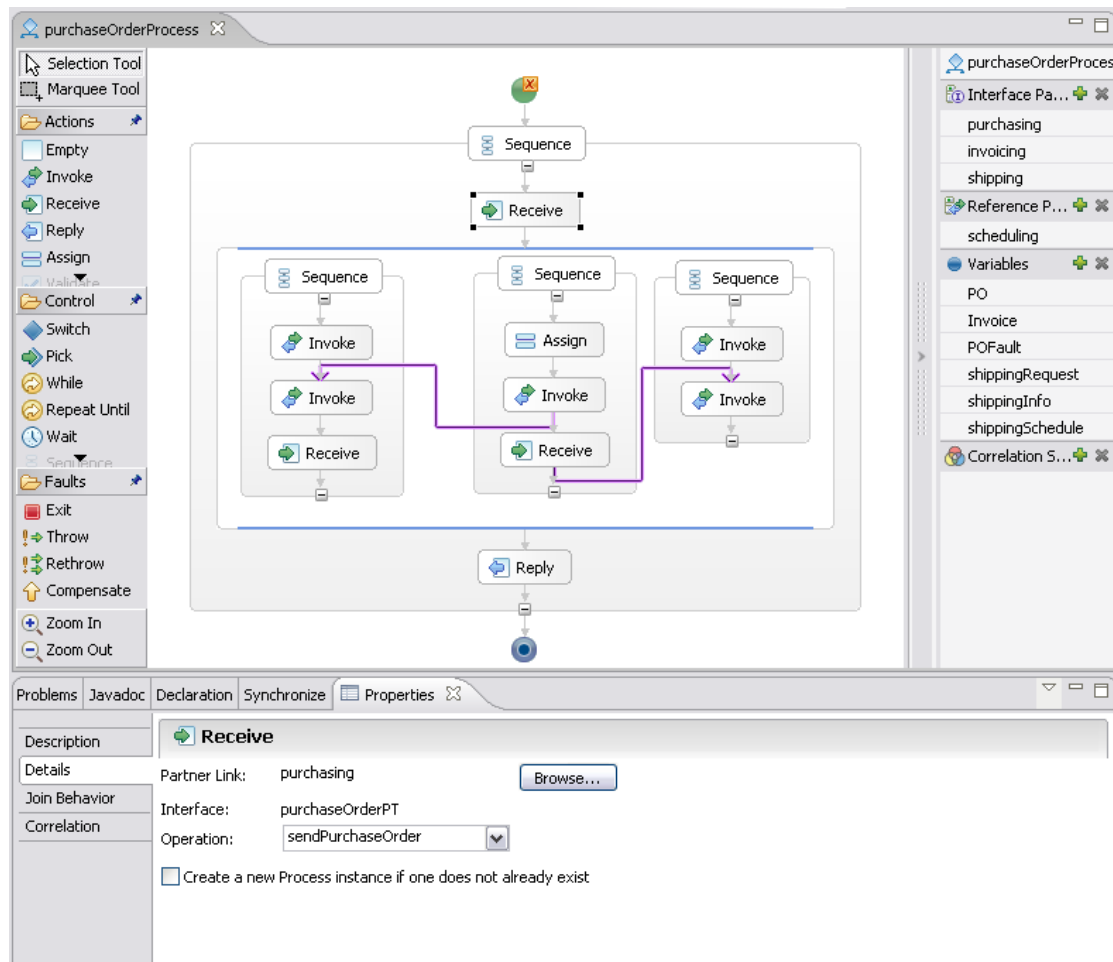 purchaseOrderProcess
Selection Tool
Marquee Tool
Actions
Empty
Invoke
Receive
Reply
Assign
Validate
Control
Switch
Pick
While
Repeat Until
Wait
Sequence
Faults
Exit
Throw
Rethrow
Compensate
Zoom In
Zoom Out
Sequence
Receive
Sequence
Invoke
Invoke
Receive
Sequence
Assign
Invoke
Receive
Sequence
Invoke
Invoke
Reply
purchaseOrderProces
Interface Pa...
purchasing
invoicing
shipping
Reference P...
scheduling
Variables
PO
Invoice
POFault
shippingRequest
shippingInfo
shippingSchedule
Correlation S...
Problems Javadoc Declaration Synchronize Properties
Description
Details
Join Behavior
Correlation
Receive
Partner Link: purchasing Browse...
Interface: purchaseOrderPT
Operation: sendPurchaseOrder
Create a new Process instance if one does not already exist